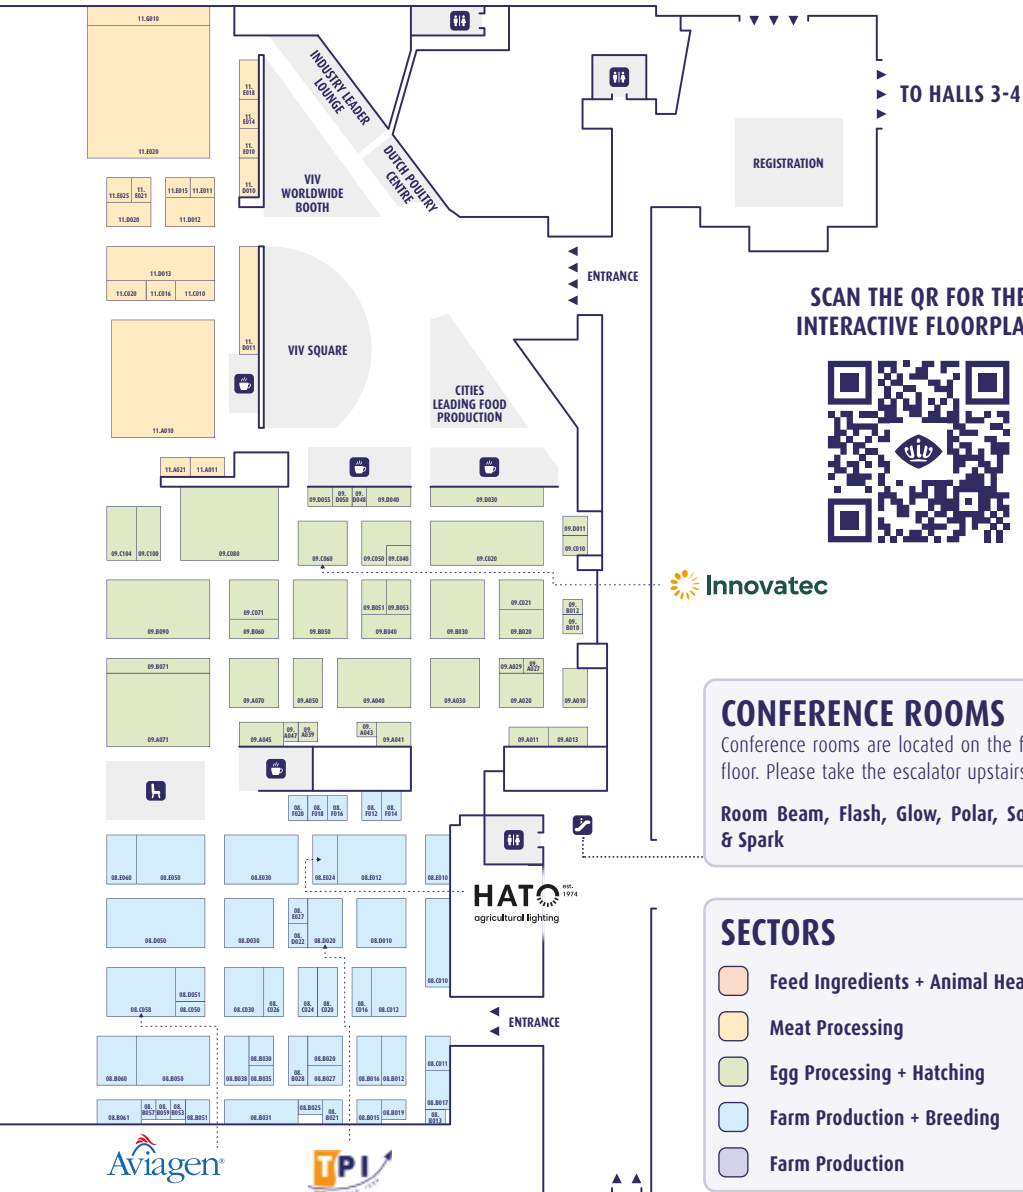 11.G010
11.E020
11.
E018
11.
E014
11.
E010
11.
D010
INDUSTRY LEADER
LOUNGE
DUTCH POULTRY
CENTRE
VIV
WORLDWIDE
BOOTH
REGISTRATION
TO HALLS 3-4
11.E025
11.
E021
11.E015
11.E011
11.D020
11.D012
11.D013
11.C020
11.C016
11.C010
11.
D011
11.A010
VIV SQUARE
CITIES
LEADING FOOD
PRODUCTION
ENTRANCE
SCAN THE QR FOR THE
INTERACTIVE FLOORPLA
11.A021
11.A011
09.D055
09.
D050
09.
D048
09.D040
09.D030
09.D011
09.C010
09.C104
09.C100
09.C080
09.C060
09.C050
09.C040
09.C020
Innovatec
09.B090
09.C071
09.B060
09.B050
09.B051
09.B053
09.B040
09.B030
09.C021
09.B020
09.
B012
09.
B010
09.B071
09.A071
09.A070
09.A050
09.A040
09.A030
09.A029
09.
A027
09.A020
09.A010
09.A045
09.
A047
09.
A039
09.
A043
09.A041
09.A011
09.A013
CONFERENCE ROOMS
Conference rooms are located on the f
floor. Please take the escalator upstairs
Room Beam, Flash, Glow, Polar, So
& Spark
08.
F020
08.
F018
08.
F016
08.
F012
08.
F014
08.E060
08.E050
08.E030
08.E024
08.E012
08.E010
HATO
est.
1974
agricultural lighting
08.D050
08.D030
08.
E027
08.
D022
08.D020
08.D010
08.C010
08.C058
08.D051
08.C050
08.C030
08.
C026
08.
C024
08.
C020
08.
C016
08.C012
ENTRANCE
08.B060
08.B050
08.B038
08.B030
08.B035
08.
B028
08.B020
08.B027
08.B016
08.B012
08.C011
08.B017
08.
B013
08.B061
08.
B057
08.
B059
08.
B053
08.B051
08.B031
08.B025
08.
B021
08.B015
08.B019
Aviagen®
TPI
SECTORS
Feed Ingredients + Animal Hea
Meat Processing
Egg Processing + Hatching
Farm Production + Breeding
Farm Production